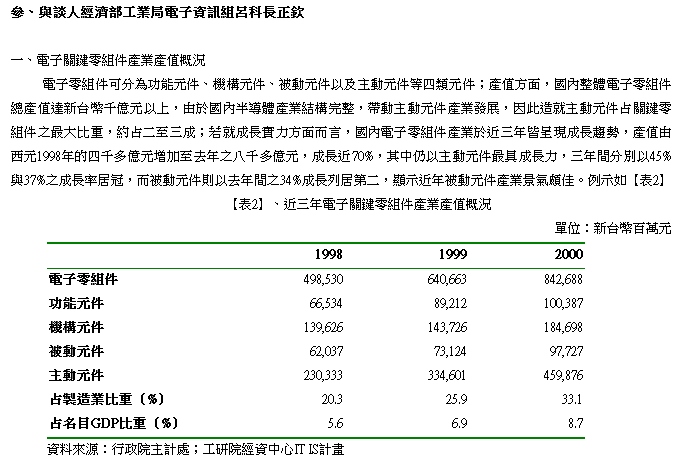 參、與談人經濟部工業局電子資訊組呂科長正欽
一、電子關鍵零組件產業產值概況
電子零組件可分為功能元件、機構元件、被動元件以及主動元件等四類元件；產值方面，國內整體電子零組件
總產值達新台幣千億元以上，由於國內半導體產業結構完整，帶動主動元件產業發展，因此造就主動元件占關鍵零
組件之最大比重，約占二至三成；若就成長實力方面而言，國內電子零組件產業於近三年皆呈現成長趨勢，產值由
西元1998年的四千多億元增加至去年之八千多億元，成長近70%，其中仍以主動元件最具成長力，三年間分別以45%
與37%之成長率居冠，而被動元件則以去年間之34%成長列居第二，顯示近年被動元件產業景氣頗佳。例示如【表2】
【表2】、近三年電子關鍵零組件產業產值概況
單位：新台幣百萬元
1998 1999 2000
電子零組件 498,530 640,663 842,688
功能元件 66,534 89,212 100,387
機構元件 139,626 143,726 184,698
被動元件 62,037 73,124 97,727
主動元件 230,333 334,601 459,876
占製造業比重（%） 20.3 25.9 33.1
占名目GDP比重（%） 5.6 6.9 8.7
資料來源：行政院主計處；工研院經資中心IT IS計畫